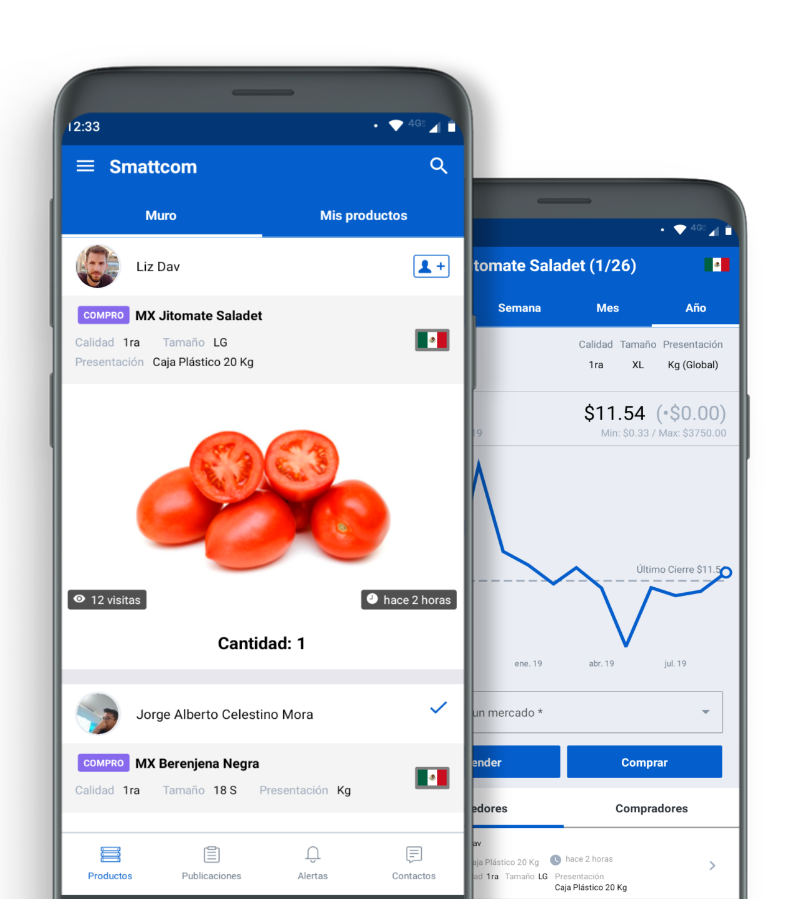 12:33
4G
Smattcom
Muro Mis productos
Liz Dav
COMPRO MX Jitomate Saladet
Calidad 1ra Tamaño LG
Presentación Caja Plástico 20 Kg
12 visitas hace 2 horas
Cantidad: 1
Jorge Alberto Celestino Mora
COMPRO MX Berenjena Negra
Calidad 1ra Tamaño 18 S Presentación Kg
Productos Publicaciones Alertas Contactos
4G
tomate Saladet (1/26)
Semana Mes Año
Calidad Tamaño Presentación
1ra XL Kg (Global)
$11.54 (•$0.00)
19 Min: $0.33 / Max: $3750.00
Último Cierre $11.5
ene. 19 abr. 19 jul. 19
un mercado *
ender Comprar
edores Compradores
av
aja Plástico 20 Kg hace 2 horas
ad 1ra Tamaño LG Presentación
Caja Plástico 20 Kg